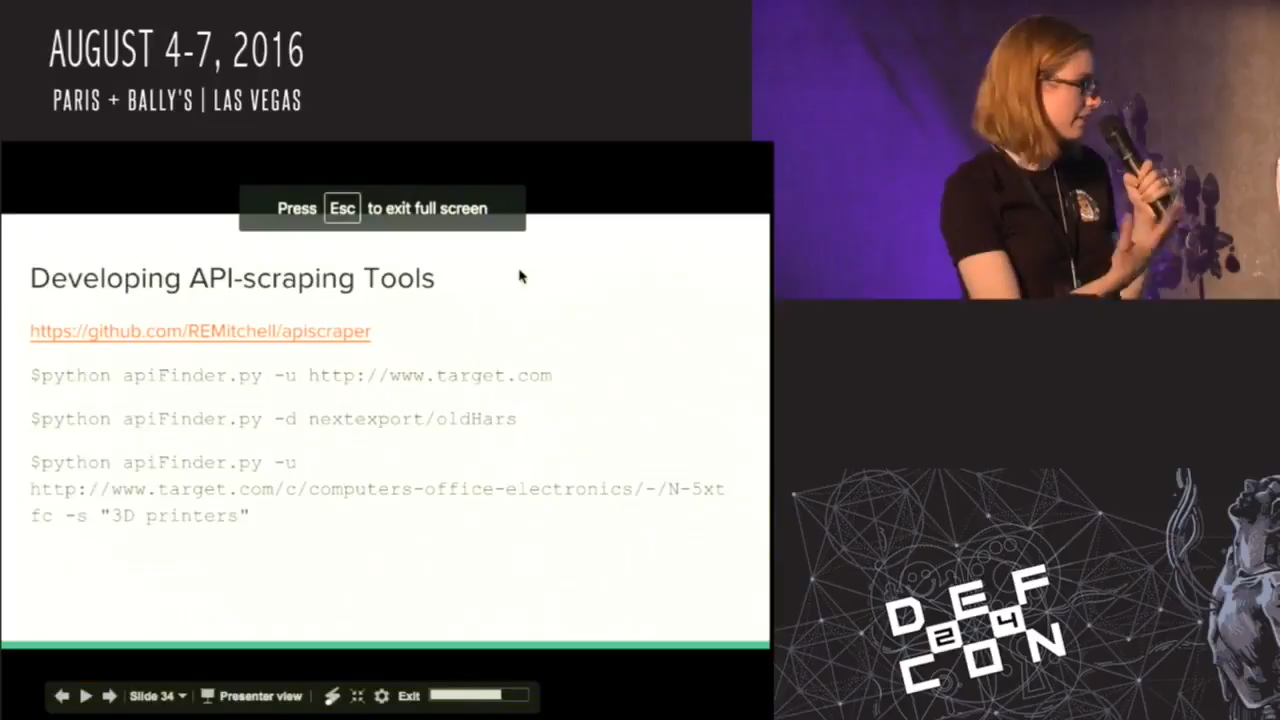 AUGUST 4-7, 2016
PARIS + BALLY'S | LAS VEGAS
Press Esc to exit full screen
Developing API-scraping Tools
https://github.com/REMitchell/apiscraper
$python apiFinder.py -u http://www.target.com
$python apiFinder.py -d nextexport/oldHars
$python apiFinder.py -u
http://www.target.com/c/computers-office-electronics/-/N-5xt
fc -s "3D printers"
Slide 34
Presenter view
Exit
DEF
24
CON